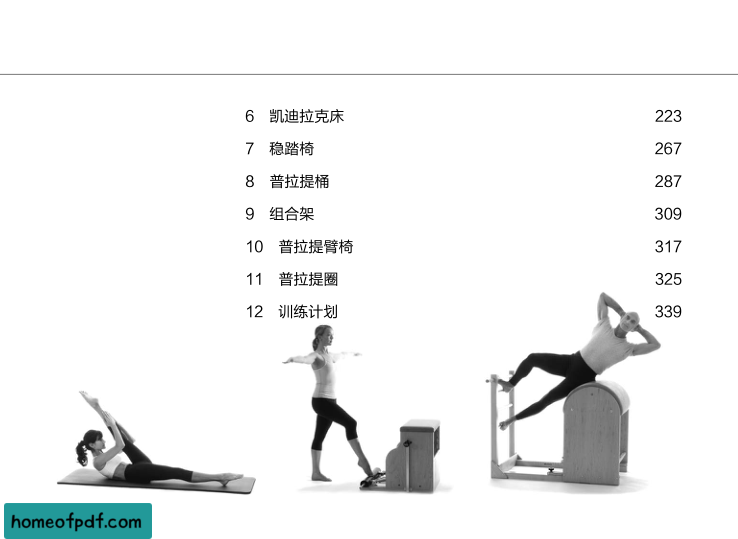 6 凯迪拉克床 223
7 稳踏椅 267
8 普拉提桶 287
9 组合架 309
10 普拉提臂椅 317
11 普拉提圈 325
12 训练计划 339
homeofpdf.com